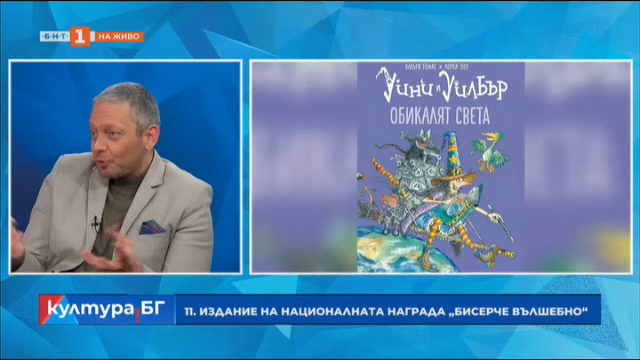 БНТ 1 НА ЖИВО
ВАЛЪРИ ТОМАС КОРКИ ПОЛ
Уини и Уилбър
ОБИКАЛЯТ СВЕТА
култура.БГ
11. ИЗДАНИЕ НА НАЦИОНАЛНАТА НАГРАДА „БИСЕРЧЕ ВЪЛШЕБНО“